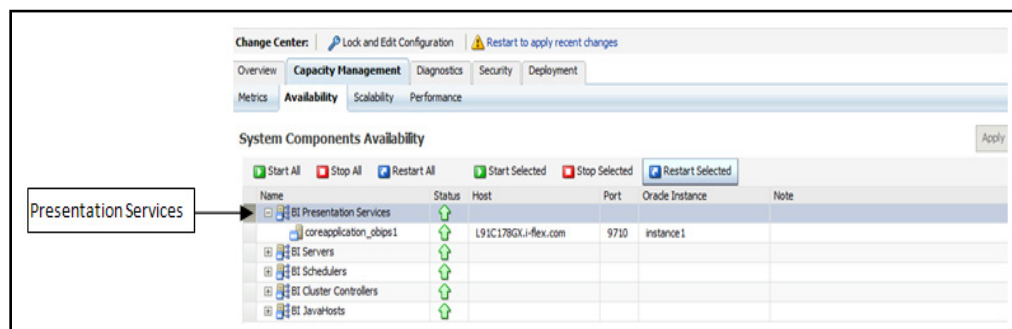 Change Center: Lock and Edit Configuration Restart to apply recent changes
Overview Capacity Management Diagnostics Security Deployment
Metrics Availability Scalability Performance
System Components Availability Apply
Start All Stop All Restart All Start Selected Stop Selected Restart Selected
Name Status Host Port Oracle Instance Note
Presentation Services
BI Presentation Services
coreapplication_obips1 L91C178GX.i-flex.com 9710 instance1
BI Servers
BI Schedulers
BI Cluster Controllers
BI JavaHosts